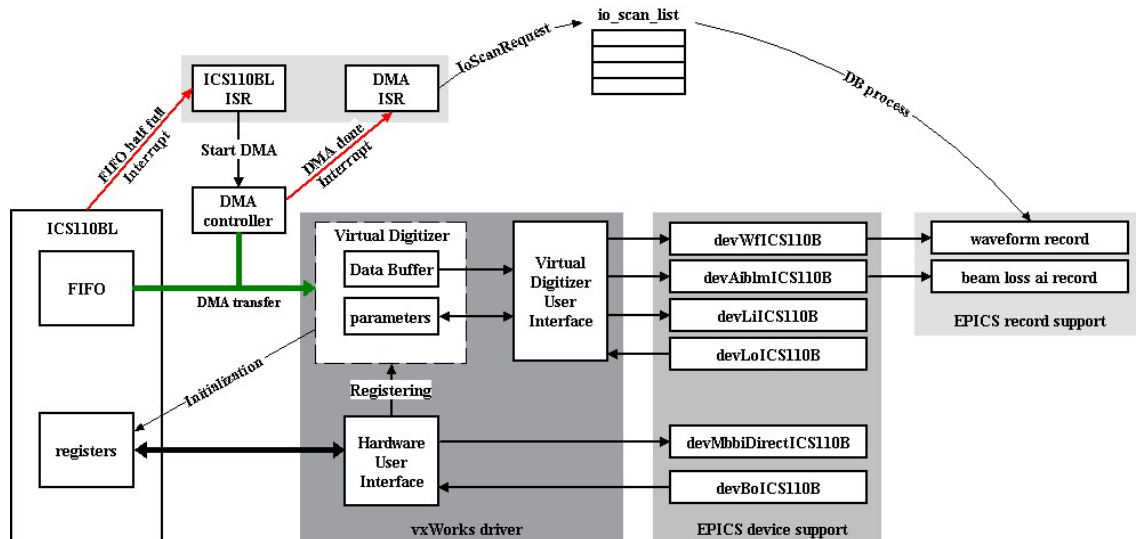 io_scan_list
IoScanRequest
ICS110BL
ISR
DMA
ISR
DB process
FIFO half full
Interrupt
Start DMA
DMA done
Interrupt
DMA
controller
ICS110BL
FIFO
DMA transfer
Virtual Digitizer
Data Buffer
parameters
Virtual
Digitizer
User
Interface
devWfICS110B
devAiblmICS110B
devLiICS110B
devLoICS110B
waveform record
beam loss ai record
EPICS record support
Initialization
Registering
registers
Hardware
User
Interface
devMbbiDirectICS110B
devBoICS110B
vxWorks driver
EPICS device support